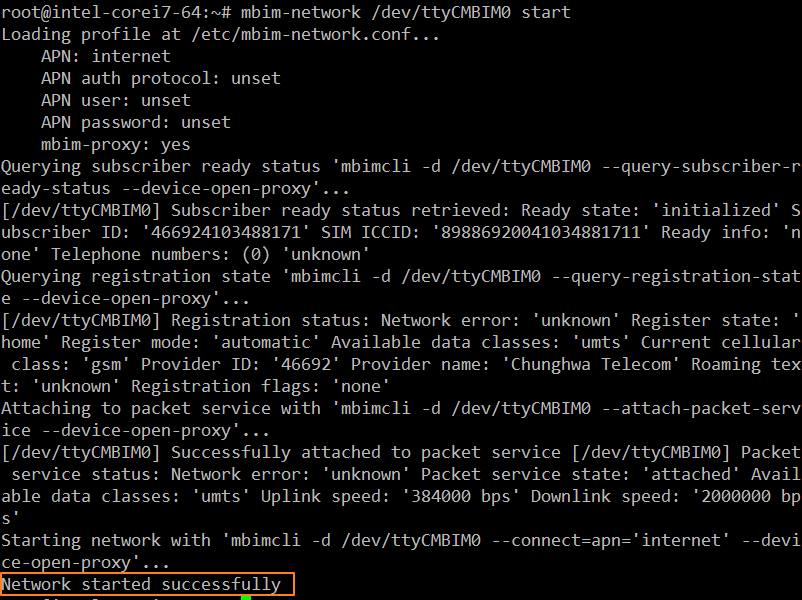 root@intel-corei7-64:~# mbim-network /dev/ttyCMBIM0 start
Loading profile at /etc/mbim-network.conf...
    APN: internet
    APN auth protocol: unset
    APN user: unset
    APN password: unset
    mbim-proxy: yes
Querying subscriber ready status 'mbimcli -d /dev/ttyCMBIM0 --query-subscriber-r
eady-status --device-open-proxy'...
[/dev/ttyCMBIM0] Subscriber ready status retrieved: Ready state: 'initialized' S
ubscriber ID: '466924103488171' SIM ICCID: '89886920041034881711' Ready info: 'n
one' Telephone numbers: (0) 'unknown'
Querying registration state 'mbimcli -d /dev/ttyCMBIM0 --query-registration-stat
e --device-open-proxy'...
[/dev/ttyCMBIM0] Registration status: Network error: 'unknown' Register state: '
home' Register mode: 'automatic' Available data classes: 'umts' Current cellular
 class: 'gsm' Provider ID: '46692' Provider name: 'Chunghwa Telecom' Roaming tex
t: 'unknown' Registration flags: 'none'
Attaching to packet service with 'mbimcli -d /dev/ttyCMBIM0 --attach-packet-serv
ice --device-open-proxy'...
[/dev/ttyCMBIM0] Successfully attached to packet service [/dev/ttyCMBIM0] Packet
 service status: Network error: 'unknown' Packet service state: 'attached' Avail
able data classes: 'umts' Uplink speed: '384000 bps' Downlink speed: '2000000 bp
s'
Starting network with 'mbimcli -d /dev/ttyCMBIM0 --connect=apn='internet' --devi
ce-open-proxy'...
Network started successfully